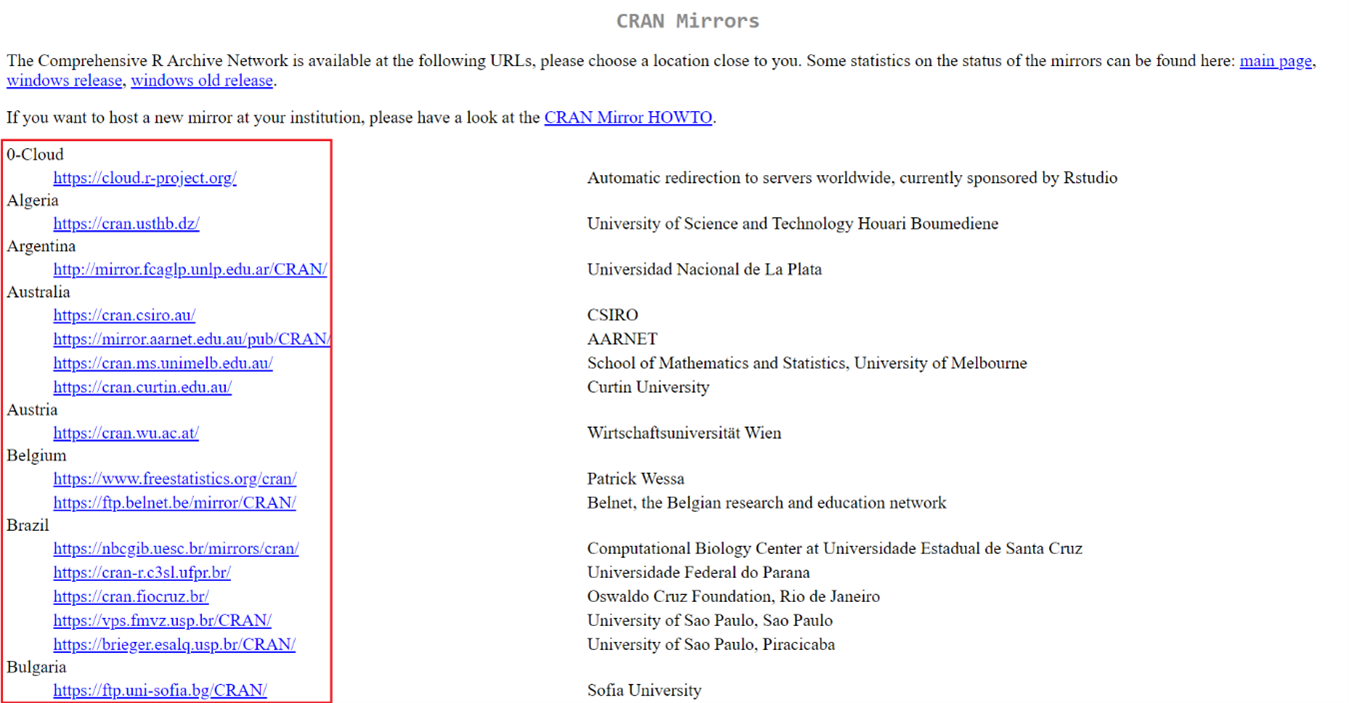 CRAN Mirrors
The Comprehensive R Archive Network is available at the following URLs, please choose a location close to you. Some statistics on the status of the mirrors can be found here: main page,
windows release, windows old release.
If you want to host a new mirror at your institution, please have a look at the CRAN Mirror HOWTO.
0-Cloud
https://cloud.r-project.org/ Automatic redirection to servers worldwide, currently sponsored by Rstudio
Algeria
https://cran.usthb.dz/ University of Science and Technology Houari Boumediene
Argentina
http://mirror.fcaglp.unlp.edu.ar/CRAN/ Universidad Nacional de La Plata
Australia
https://cran.csiro.au/ CSIRO
https://mirror.aarnet.edu.au/pub/CRAN/ AARNET
https://cran.ms.unimelb.edu.au/ School of Mathematics and Statistics, University of Melbourne
https://cran.curtin.edu.au/ Curtin University
Austria
https://cran.wu.ac.at/ Wirtschaftsuniversität Wien
Belgium
https://www.freestatistics.org/cran/ Patrick Wessa
https://ftp.belnet.be/mirror/CRAN/ Belnet, the Belgian research and education network
Brazil
https://nbcgib.uesc.br/mirrors/cran/ Computational Biology Center at Universidade Estadual de Santa Cruz
https://cran-r.c3sl.ufpr.br/ Universidade Federal do Parana
https://cran.fiocruz.br/ Oswaldo Cruz Foundation, Rio de Janeiro
https://vps.fmvz.usp.br/CRAN/ University of Sao Paulo, Sao Paulo
https://brieger.esalq.usp.br/CRAN/ University of Sao Paulo, Piracicaba
Bulgaria
https://ftp.uni-sofia.bg/CRAN/ Sofia University